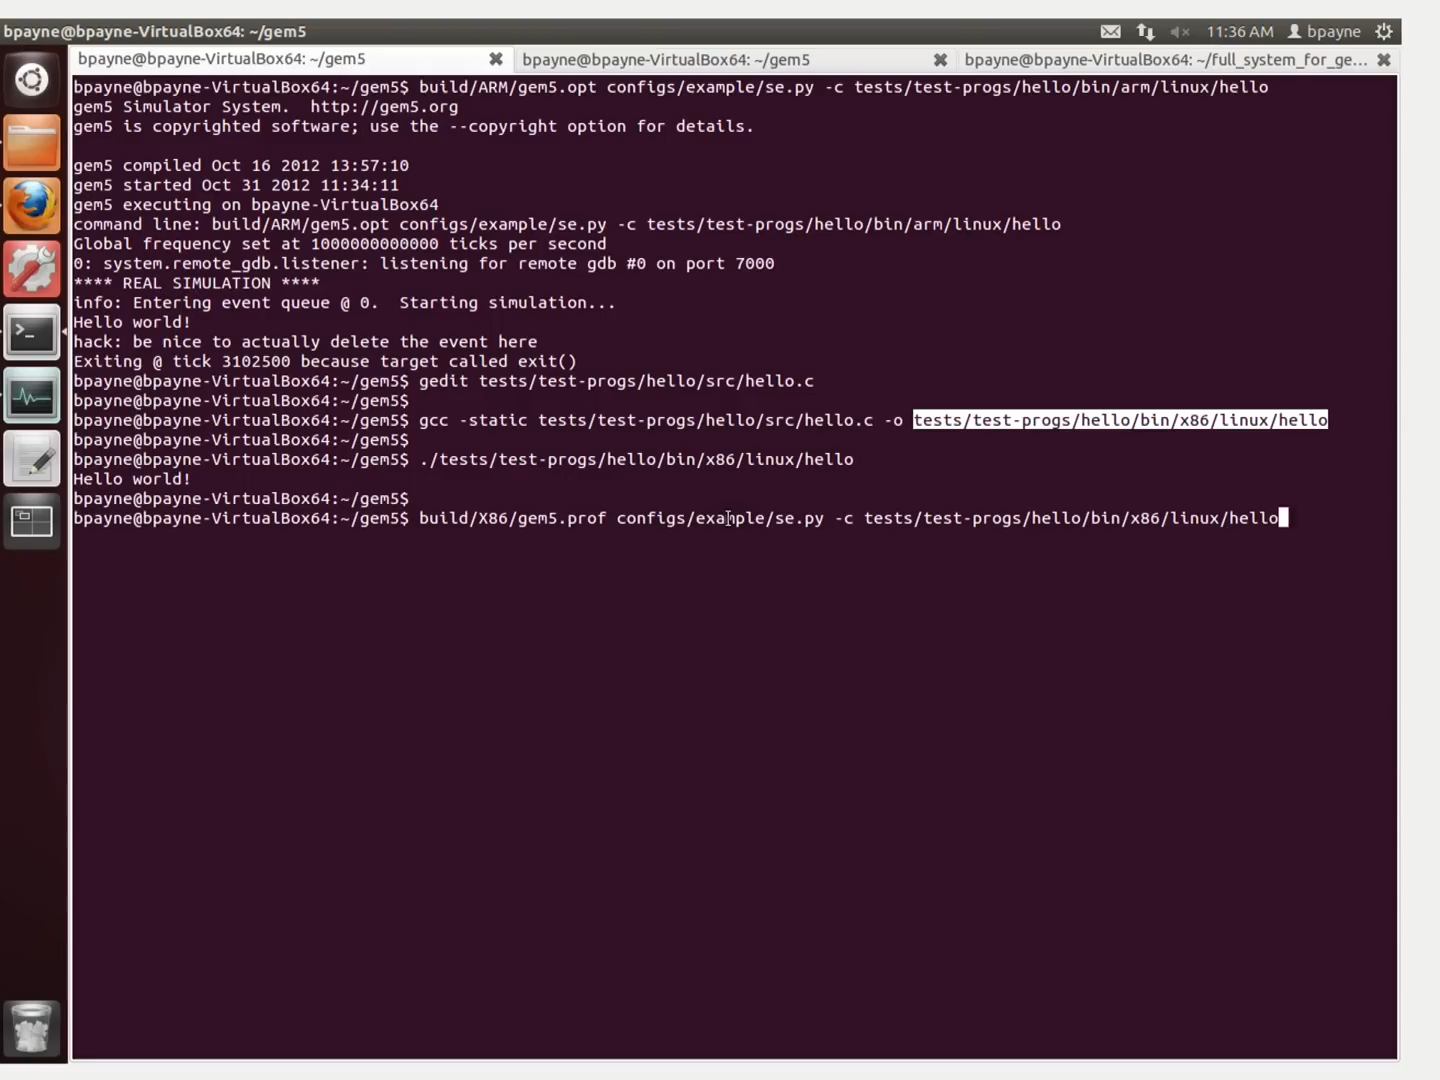 bpayne@bpayne-VirtualBox64: ~/gem5
11:36 AM bpayne
bpayne@bpayne-VirtualBox64: ~/gem5
bpayne@bpayne-VirtualBox64: ~/gem5
bpayne@bpayne-VirtualBox64: ~/full_system_for_ge...
bpayne@bpayne-VirtualBox64:~/gem5$ build/ARM/gem5.opt configs/example/se.py -c tests/test-progs/hello/bin/arm/linux/hello
gem5 Simulator System.  http://gem5.org
gem5 is copyrighted software; use the --copyright option for details.
gem5 compiled Oct 16 2012 13:57:10
gem5 started Oct 31 2012 11:34:11
gem5 executing on bpayne-VirtualBox64
command line: build/ARM/gem5.opt configs/example/se.py -c tests/test-progs/hello/bin/arm/linux/hello
Global frequency set at 1000000000000 ticks per second
0: system.remote_gdb.listener: listening for remote gdb #0 on port 7000
**** REAL SIMULATION ****
info: Entering event queue @ 0.  Starting simulation...
Hello world!
hack: be nice to actually delete the event here
Exiting @ tick 3102500 because target called exit()
bpayne@bpayne-VirtualBox64:~/gem5$ gedit tests/test-progs/hello/src/hello.c
bpayne@bpayne-VirtualBox64:~/gem5$
bpayne@bpayne-VirtualBox64:~/gem5$ gcc -static tests/test-progs/hello/src/hello.c -o tests/test-progs/hello/bin/x86/linux/hello
bpayne@bpayne-VirtualBox64:~/gem5$
bpayne@bpayne-VirtualBox64:~/gem5$ ./tests/test-progs/hello/bin/x86/linux/hello
Hello world!
bpayne@bpayne-VirtualBox64:~/gem5$
bpayne@bpayne-VirtualBox64:~/gem5$ build/X86/gem5.prof configs/example/se.py -c tests/test-progs/hello/bin/x86/linux/hello